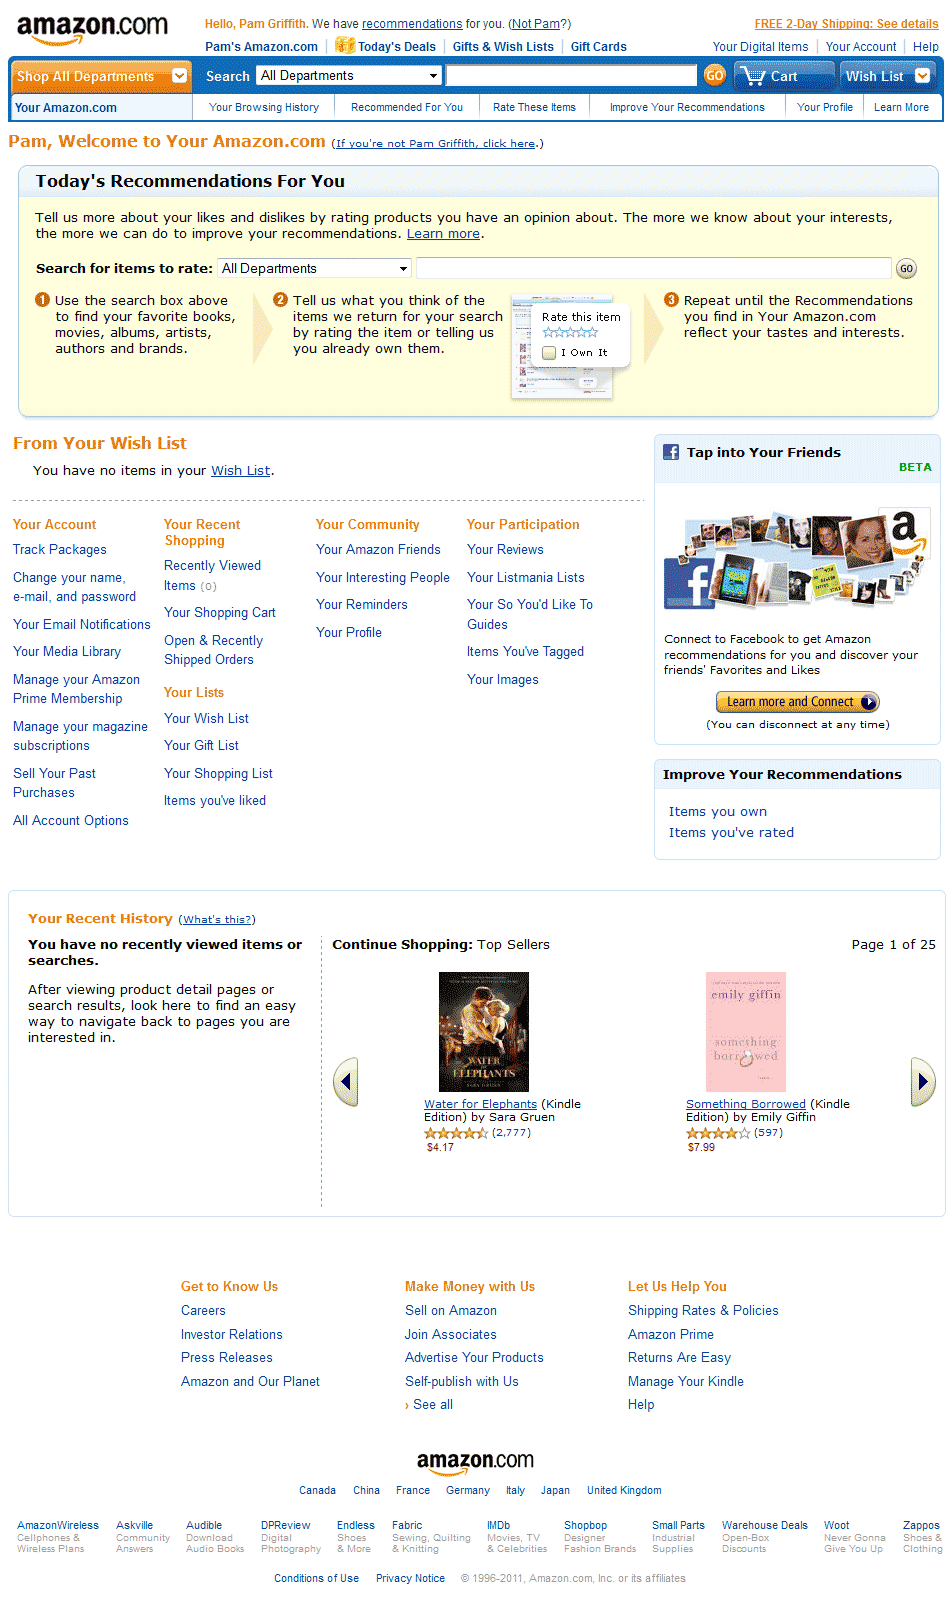 amazon.com
Hello, Pam Griffith. We have recommendations for you. (Not Pam?)
FREE 2-Day Shipping: See details
Pam's Amazon.com | Today's Deals | Gifts & Wish Lists | Gift Cards
Your Digital Items | Your Account | Help
Shop All Departments
Search All Departments GO
Cart
Wish List
Your Amazon.com
Your Browsing History
Recommended For You
Rate These Items
Improve Your Recommendations
Your Profile
Learn More
Pam, Welcome to Your Amazon.com (If you're not Pam Griffith, click here.)
Today's Recommendations For You
Tell us more about your likes and dislikes by rating products you have an opinion about. The more we know about your interests,
the more we can do to improve your recommendations. Learn more.
Search for items to rate: All Departments GO
1 Use the search box above
to find your favorite books,
movies, albums, artists,
authors and brands.
2 Tell us what you think of the
items we return for your search
by rating the item or telling us
you already own them.
Rate this item
I Own It
3 Repeat until the Recommendations
you find in Your Amazon.com
reflect your tastes and interests.
From Your Wish List
You have no items in your Wish List.
Your Account
Track Packages
Change your name,
e-mail, and password
Your Email Notifications
Your Media Library
Manage your Amazon
Prime Membership
Manage your magazine
subscriptions
Sell Your Past
Purchases
All Account Options
Your Recent
Shopping
Recently Viewed
Items (0)
Your Shopping Cart
Open & Recently
Shipped Orders
Your Lists
Your Wish List
Your Gift List
Your Shopping List
Items you've liked
Your Community
Your Amazon Friends
Your Interesting People
Your Reminders
Your Profile
Your Participation
Your Reviews
Your Listmania Lists
Your So You'd Like To
Guides
Items You've Tagged
Your Images
f Tap into Your Friends
BETA
a
f
Connect to Facebook to get Amazon
recommendations for you and discover your
friends' Favorites and Likes
Learn more and Connect
(You can disconnect at any time)
Improve Your Recommendations
Items you own
Items you've rated
Your Recent History (What's this?)
You have no recently viewed items or
searches.
After viewing product detail pages or
search results, look here to find an easy
way to navigate back to pages you are
interested in.
Continue Shopping: Top Sellers
Page 1 of 25
WATER
for ELEPHANTS
SARA GRUEN
Water for Elephants (Kindle
Edition) by Sara Gruen
(2,777)
$4.17
emily giffin
something
borrowed
Something Borrowed (Kindle
Edition) by Emily Giffin
(597)
$7.99
Get to Know Us
Careers
Investor Relations
Press Releases
Amazon and Our Planet
Make Money with Us
Sell on Amazon
Join Associates
Advertise Your Products
Self-publish with Us
› See all
Let Us Help You
Shipping Rates & Policies
Amazon Prime
Returns Are Easy
Manage Your Kindle
Help
amazon.com
Canada China France Germany Italy Japan United Kingdom
AmazonWireless
Cellphones &
Wireless Plans
Askville
Community
Answers
Audible
Download
Audio Books
DPReview
Digital
Photography
Endless
Shoes
& More
Fabric
Sewing, Quilting
& Knitting
IMDb
Movies, TV
& Celebrities
Shopbop
Designer
Fashion Brands
Small Parts
Industrial
Supplies
Warehouse Deals
Open-Box
Discounts
Woot
Never Gonna
Give You Up
Zappos
Shoes &
Clothing
Conditions of Use Privacy Notice © 1996-2011, Amazon.com, Inc. or its affiliates